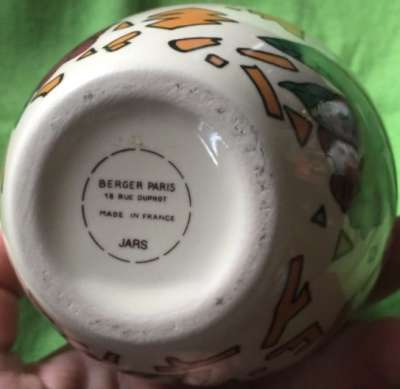 BERGER PARIS
18 RUE DUPHOT
MADE IN FRANCE
JARS